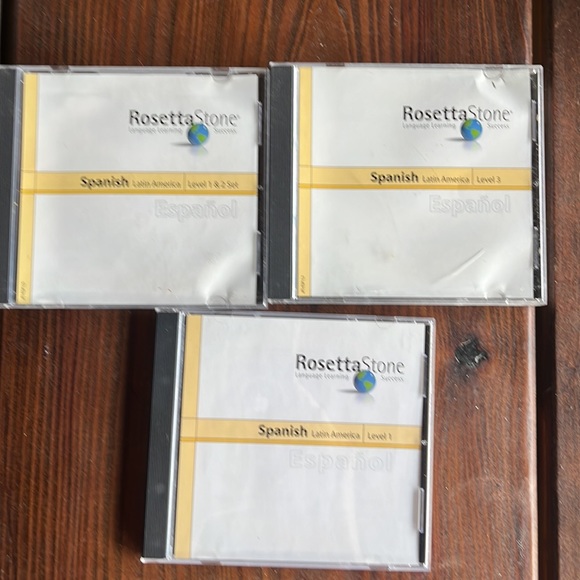 RosettaStone
Language Learning Success
Spanish Latin America Level 1 & 2 Set
Español
RosettaStone
Language Learning Success
Spanish Latin America Level 3
Español
RosettaStone
Language Learning Success
Spanish Latin America Level 1
Español